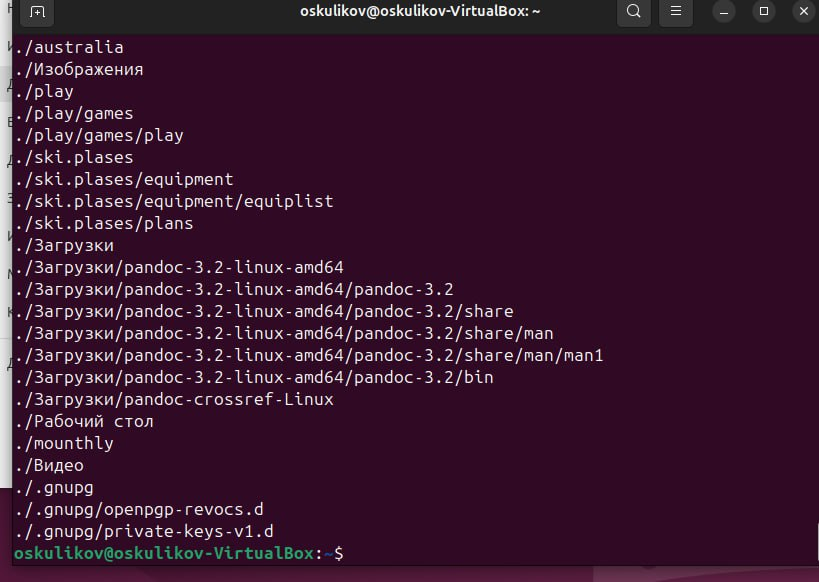 oskulikov@oskulikov-VirtualBox: ~
./australia
./Изображения
./play
./play/games
./play/games/play
./ski.plases
./ski.plases/equipment
./ski.plases/equipment/equiplist
./ski.plases/plans
./Загрузки
./Загрузки/pandoc-3.2-linux-amd64
./Загрузки/pandoc-3.2-linux-amd64/pandoc-3.2
./Загрузки/pandoc-3.2-linux-amd64/pandoc-3.2/share
./Загрузки/pandoc-3.2-linux-amd64/pandoc-3.2/share/man
./Загрузки/pandoc-3.2-linux-amd64/pandoc-3.2/share/man/man1
./Загрузки/pandoc-3.2-linux-amd64/pandoc-3.2/bin
./Загрузки/pandoc-crossref-Linux
./Рабочий стол
./mounthly
./Видео
./.gnupg
./.gnupg/openpgp-revocs.d
./.gnupg/private-keys-v1.d
oskulikov@oskulikov-VirtualBox:~$